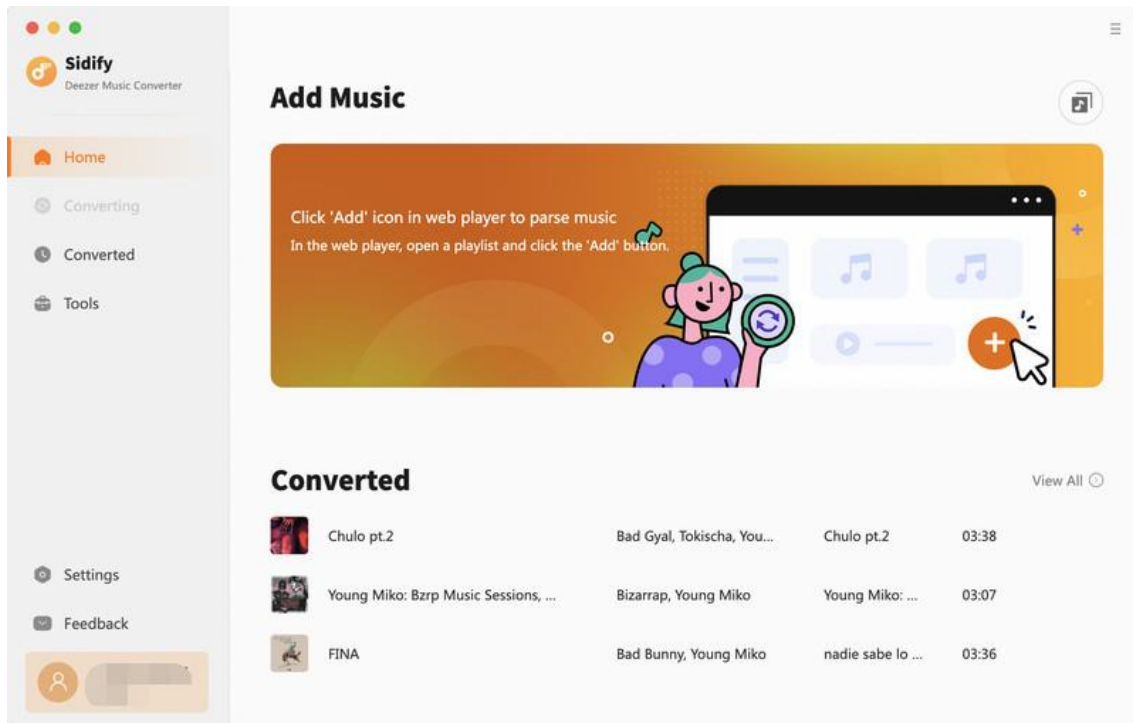 Sidify
Deezer Music Converter
Home
Converting
Converted
Tools
Settings
Feedback
Add Music
Click 'Add' icon in web player to parse music
In the web player, open a playlist and click the 'Add' button.
Converted
View All
Chulo pt.2 Bad Gyal, Tokischa, You... Chulo pt.2 03:38
Young Miko: Bzrp Music Sessions, ... Bizarrap, Young Miko Young Miko: ... 03:07
FINA Bad Bunny, Young Miko nadie sabe lo ... 03:36